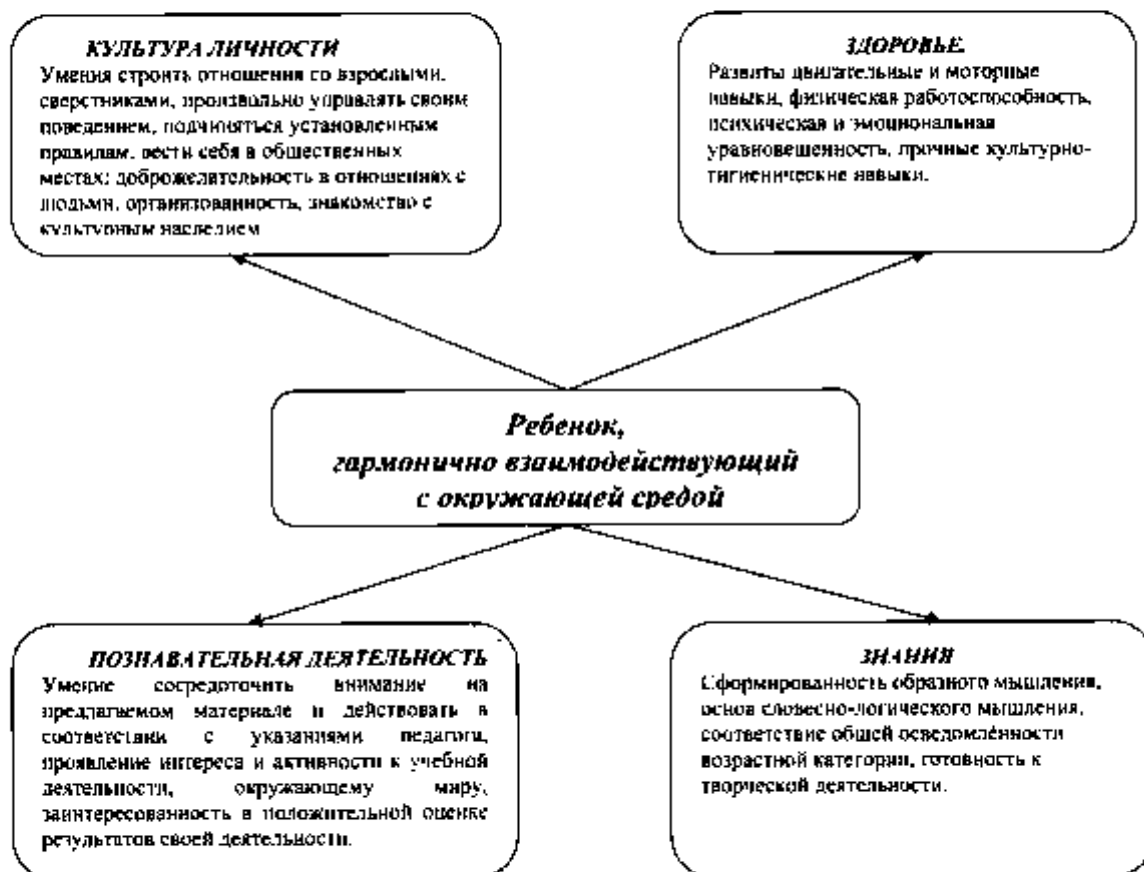 КУЛЬТУРА ЛИЧНОСТИ
Умения строить отношения со взрослыми,
сверстниками, произвольно управлять своим
поведением, подчиняться установленным
правилам, вести себя в общественных
местах; доброжелательность в отношениях с
людьми, организованность, знакомство с
культурным наследием
ЗДОРОВЬЕ.
Развиты двигательные и моторные
навыки, физическая работоспособность,
психическая и эмоциональная
уравновешенность, прочные культурно-
гигиенические навыки.
Ребенок,
гармонично взаимодействующий
с окружающей средой
ПОЗНАВАТЕЛЬНАЯ ДЕЯТЕЛЬНОСТЬ
Умение сосредоточить внимание на
предлагаемом материале и действовать в
соответствии с указаниями педагога,
проявление интереса и активности к учебной
деятельности, окружающему миру,
заинтересованность в положительной оценке
результатов своей деятельности.
ЗНАНИЯ
Сформированность образного мышления,
основ словесно-логического мышления,
соответствие общей осведомлённости
возрастной категории, готовность к
творческой деятельности.